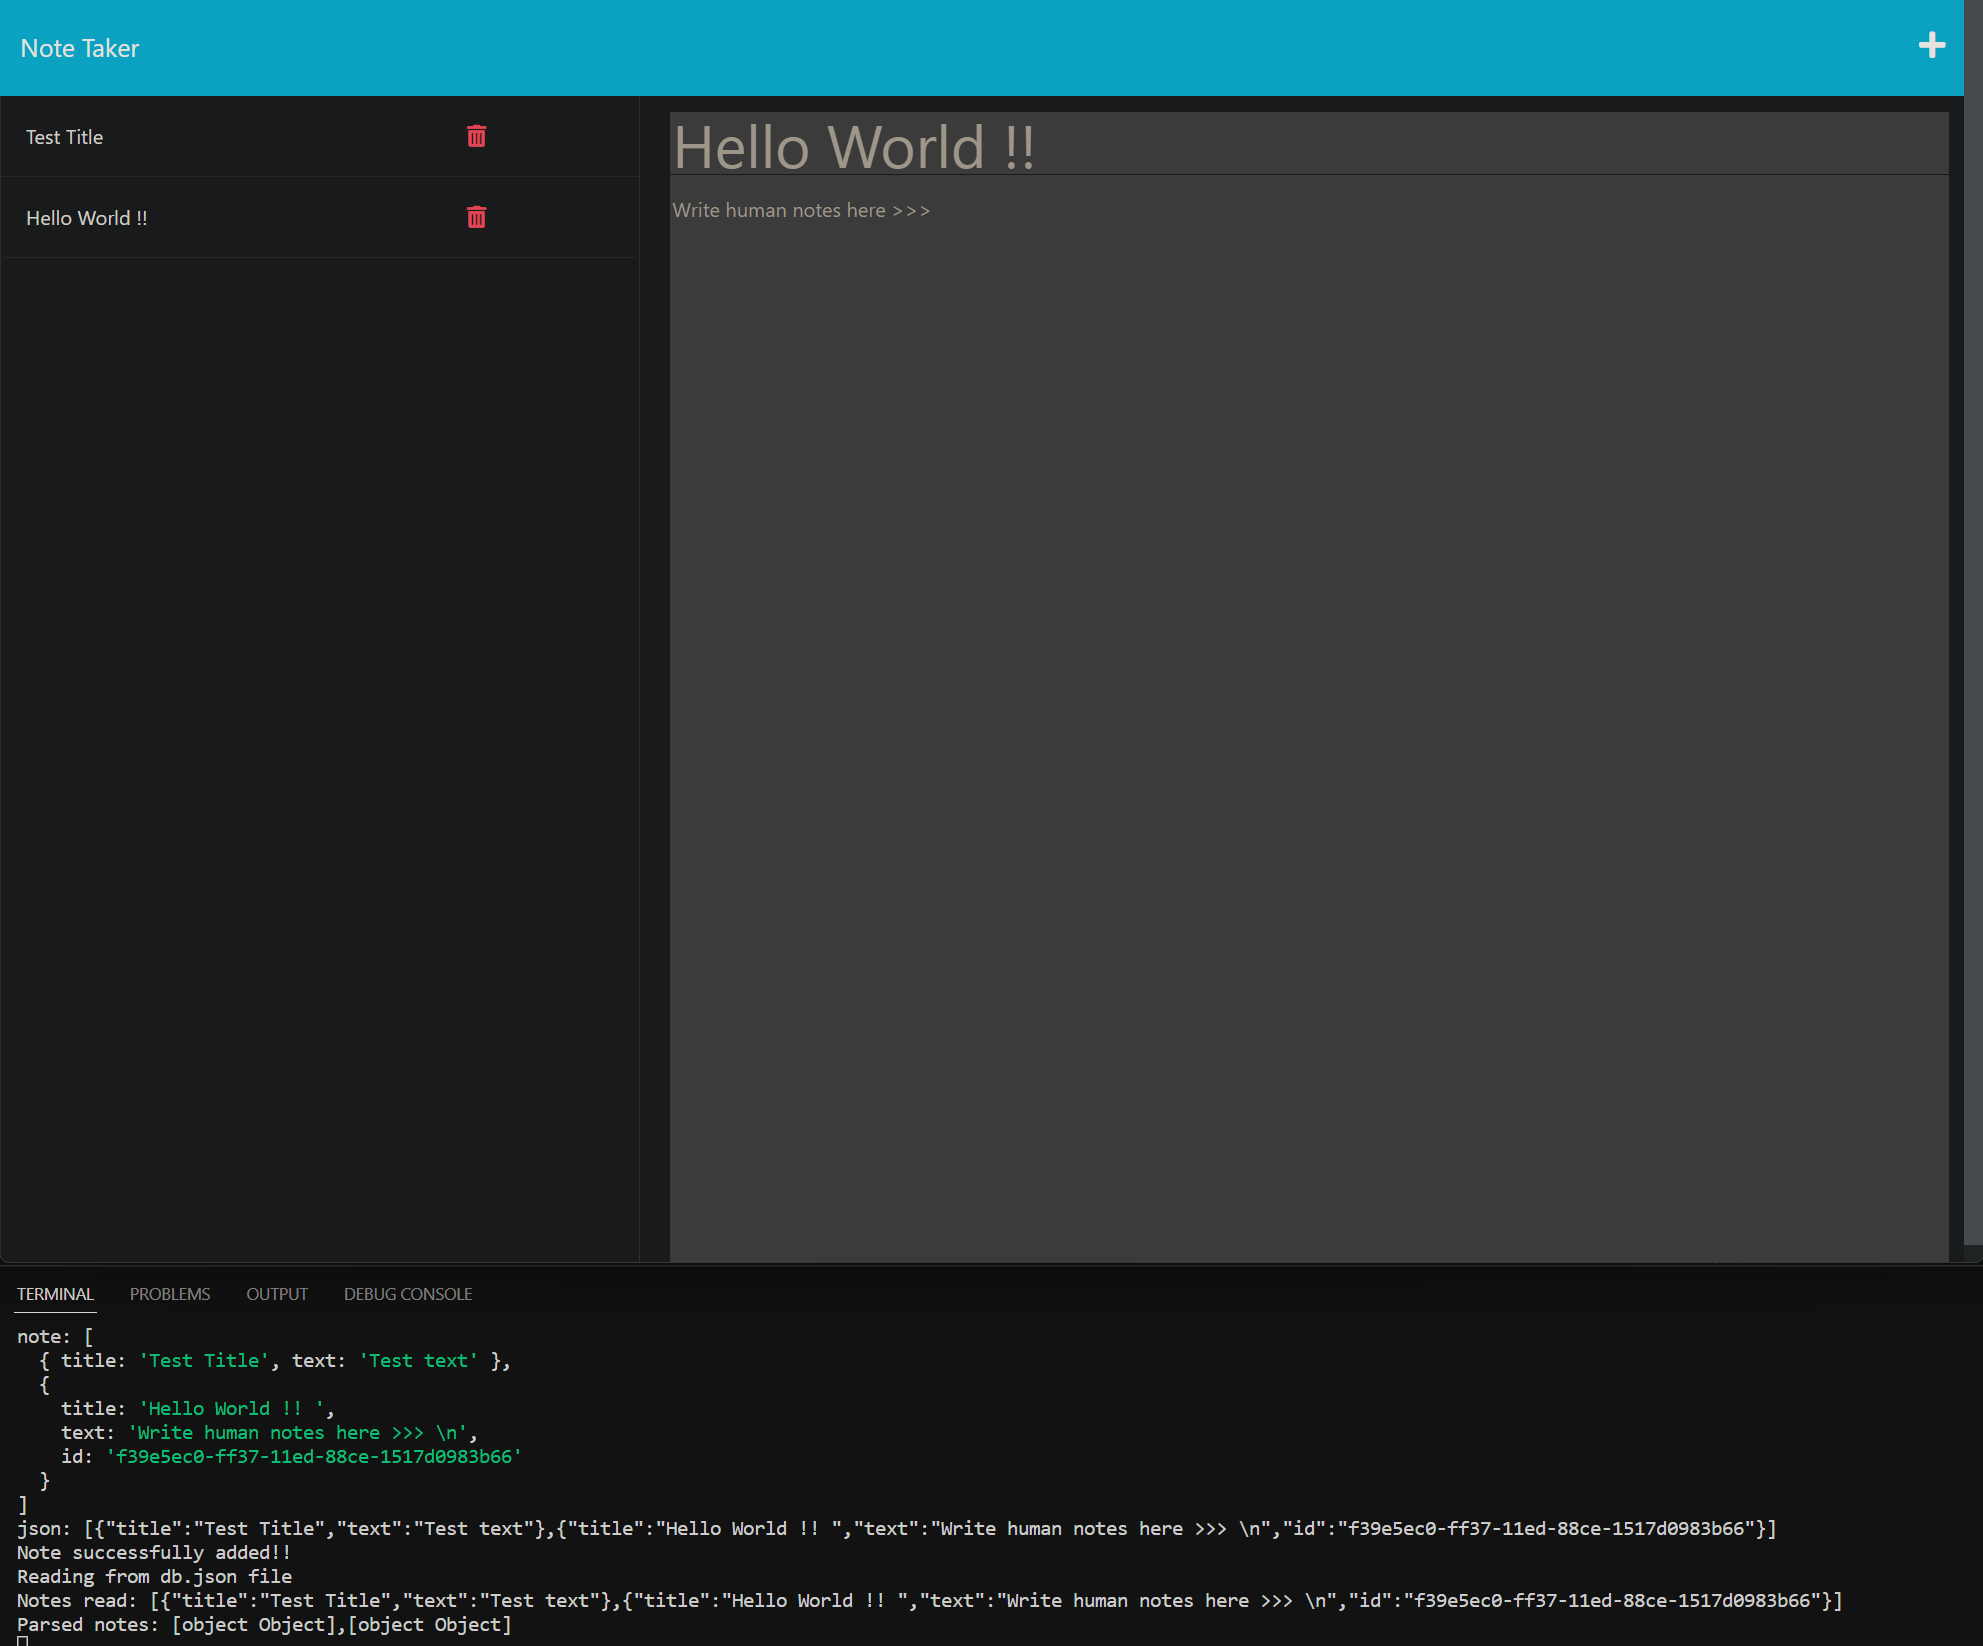 Note Taker
Test Title
Hello World !!
Hello World !!
Write human notes here >>>
TERMINAL PROBLEMS OUTPUT DEBUG CONSOLE
note: [
  { title: 'Test Title', text: 'Test text' },
  {
    title: 'Hello World !! ',
    text: 'Write human notes here >>> \n',
    id: 'f39e5ec0-ff37-11ed-88ce-1517d0983b66'
  }
]
json: [{"title":"Test Title","text":"Test text"},{"title":"Hello World !! ","text":"Write human notes here >>> \n","id":"f39e5ec0-ff37-11ed-88ce-1517d0983b66"}]
Note successfully added!!
Reading from db.json file
Notes read: [{"title":"Test Title","text":"Test text"},{"title":"Hello World !! ","text":"Write human notes here >>> \n","id":"f39e5ec0-ff37-11ed-88ce-1517d0983b66"}]
Parsed notes: [object Object],[object Object]